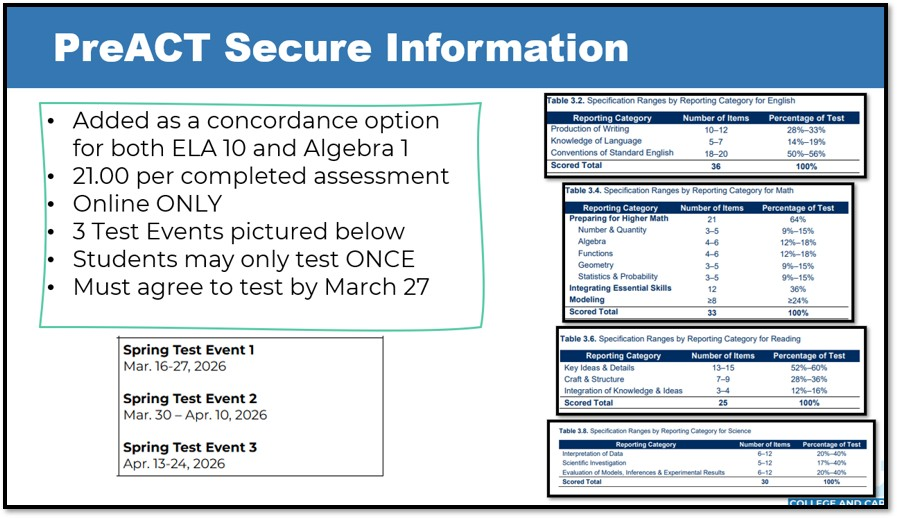 PreACT Secure Information
• Added as a concordance option
for both ELA 10 and Algebra 1
• 21.00 per completed assessment
• Online ONLY
• 3 Test Events pictured below
• Students may only test ONCE
• Must agree to test by March 27
Spring Test Event 1
Mar. 16-27, 2026
Spring Test Event 2
Mar. 30 – Apr. 10, 2026
Spring Test Event 3
Apr. 13-24, 2026
Table 3.2. Specification Ranges by Reporting Category for English
Reporting Category Number of Items Percentage of Test
Production of Writing 10–12 28%–33%
Knowledge of Language 5–7 14%–19%
Conventions of Standard English 18–20 50%–56%
Scored Total 36 100%
Table 3.4. Specification Ranges by Reporting Category for Math
Reporting Category Number of Items Percentage of Test
Preparing for Higher Math 21 64%
Number & Quantity 3–5 9%–15%
Algebra 4–6 12%–18%
Functions 4–6 12%–18%
Geometry 3–5 9%–15%
Statistics & Probability 3–5 9%–15%
Integrating Essential Skills 12 36%
Modeling ≥8 ≥24%
Scored Total 33 100%
Table 3.6. Specification Ranges by Reporting Category for Reading
Reporting Category Number of Items Percentage of Test
Key Ideas & Details 13–15 52%–60%
Craft & Structure 7–9 28%–36%
Integration of Knowledge & Ideas 3–4 12%–16%
Scored Total 25 100%
Table 3.8. Specification Ranges by Reporting Category for Science
Reporting Category Number of Items Percentage of Test
Interpretation of Data 6–12 20%–40%
Scientific Investigation 5–12 17%–40%
Evaluation of Models, Inferences & Experimental Results 6–12 20%–40%
Scored Total 30 100%
COLLEGE AND